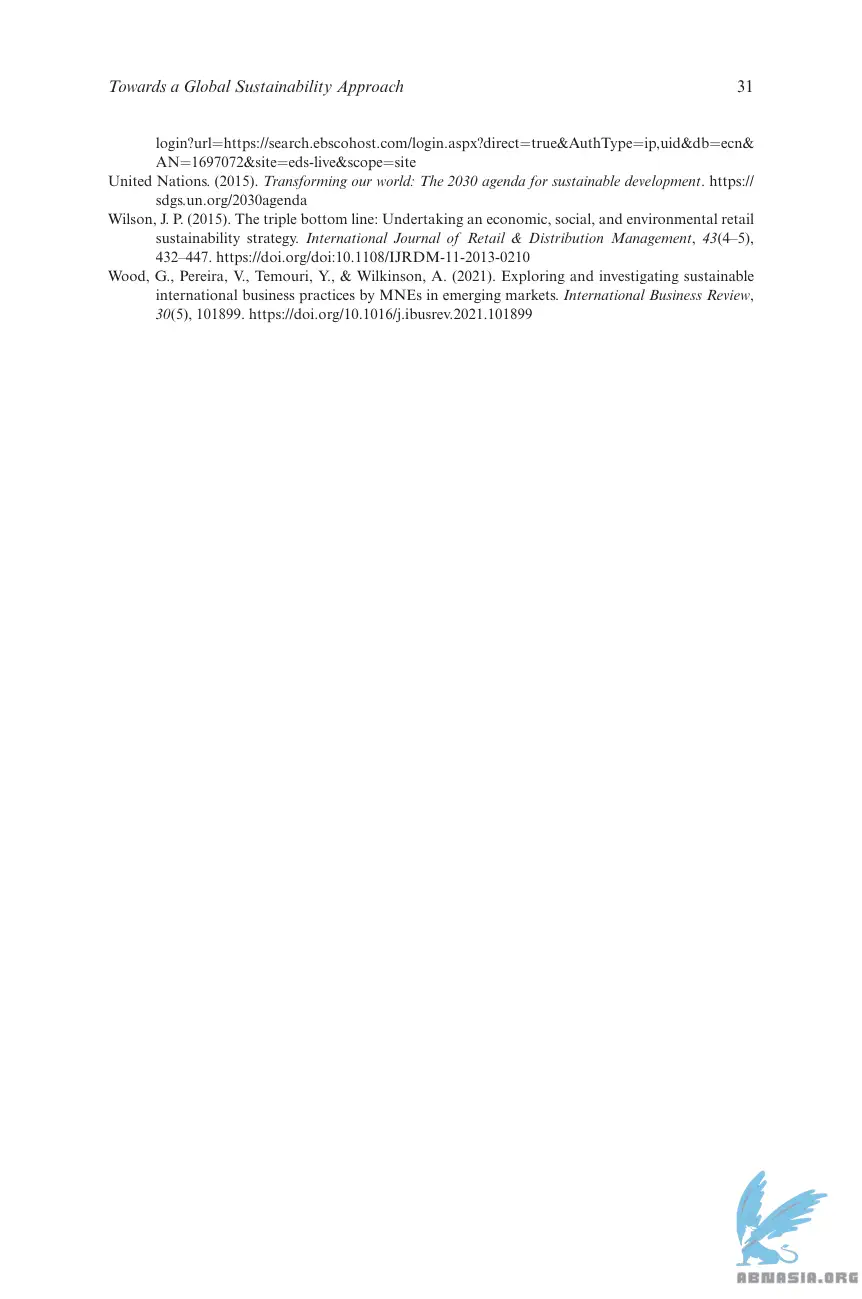 Towards a Global Sustainability Approach 31
login?url=https://search.ebscohost.com/login.aspx?direct=true&AuthType=ip,uid&db=ecn&
AN=1697072&site=eds-live&scope=site
United Nations. (2015). Transforming our world: The 2030 agenda for sustainable development. https://
sdgs.un.org/2030agenda
Wilson, J. P. (2015). The triple bottom line: Undertaking an economic, social, and environmental retail
sustainability strategy. International Journal of Retail & Distribution Management, 43(4–5),
432–447. https://doi.org/doi:10.1108/IJRDM-11-2013-0210
Wood, G., Pereira, V., Temouri, Y., & Wilkinson, A. (2021). Exploring and investigating sustainable
international business practices by MNEs in emerging markets. International Business Review,
30(5), 101899. https://doi.org/10.1016/j.ibusrev.2021.101899
ABNASIA.ORG